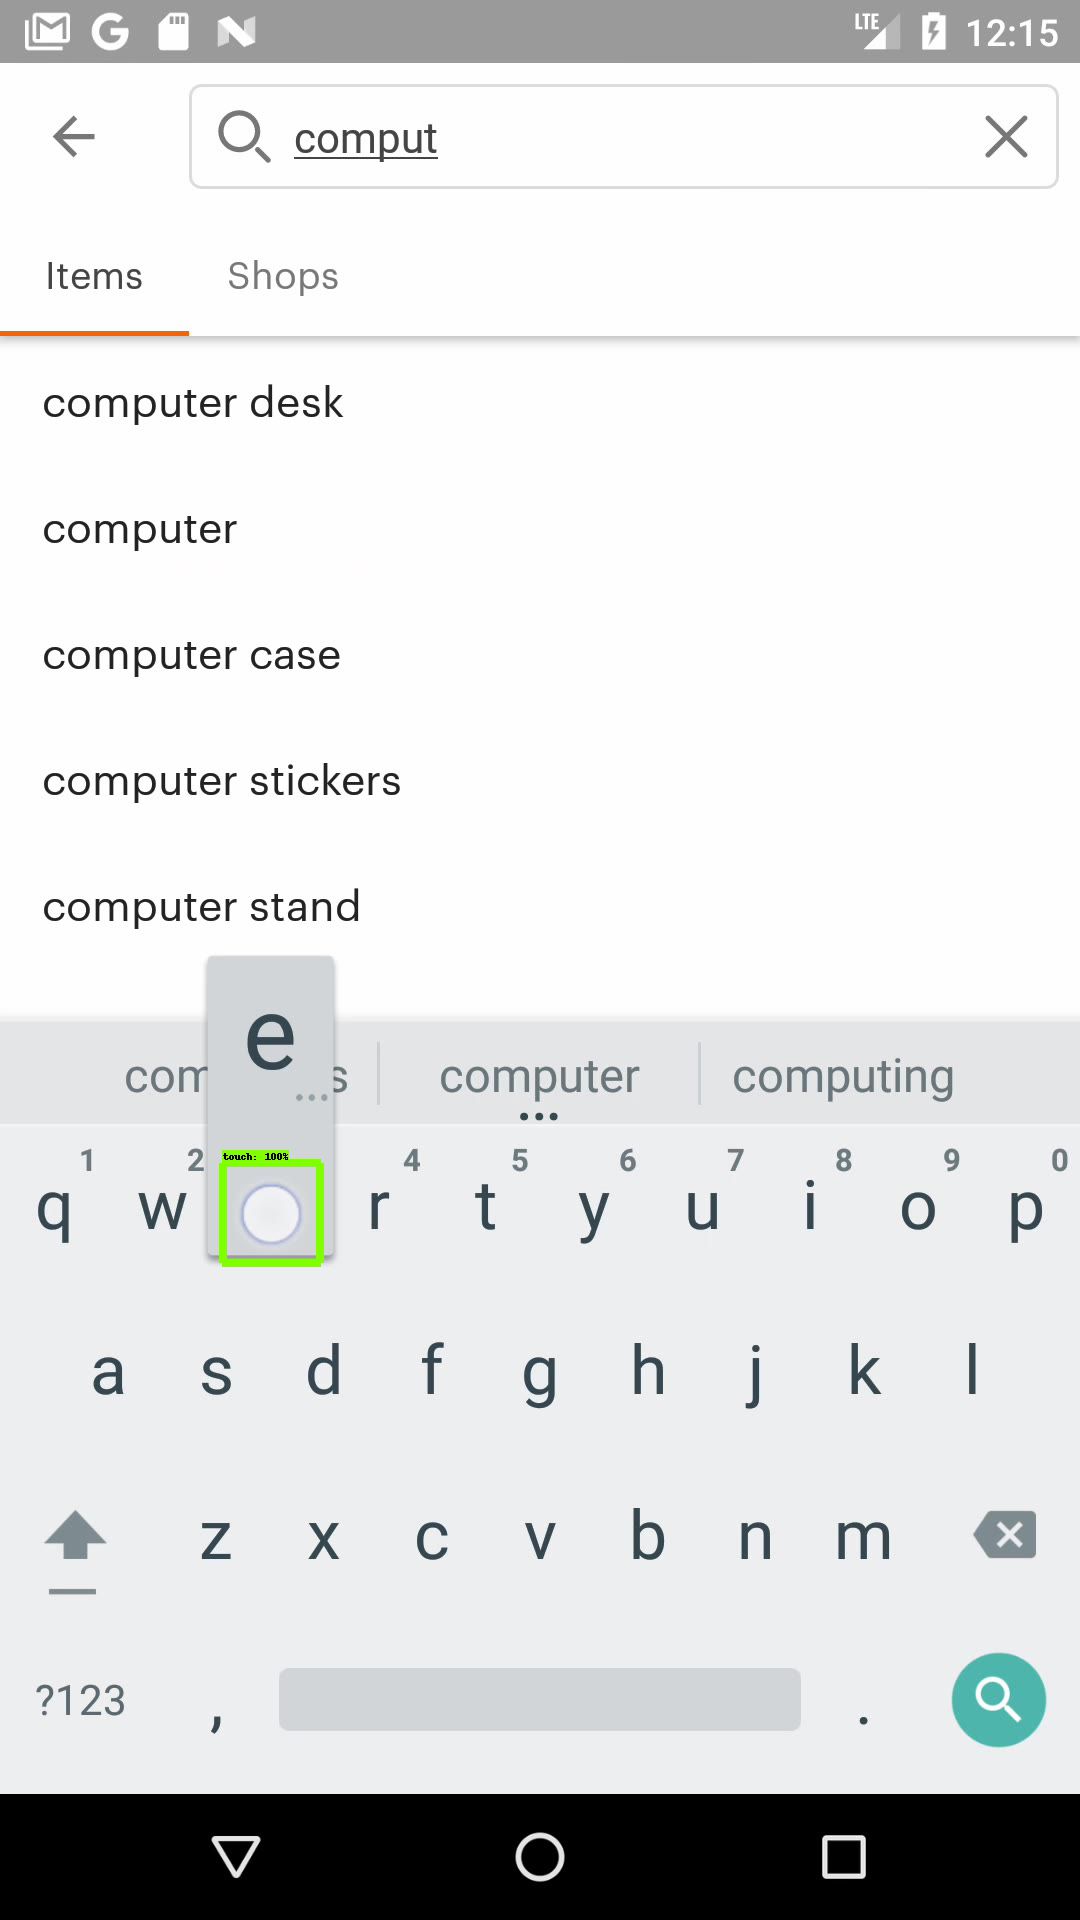 LTE 12:15
comput
Items Shops
computer desk
computer
computer case
computer stickers
computer stand
e
...
com s computer computing
touch: 100%
1 2 4 5 6 7 8 9 0
q w r t y u i o p
a s d f g h j k l
z x c v b n m
?123 , .